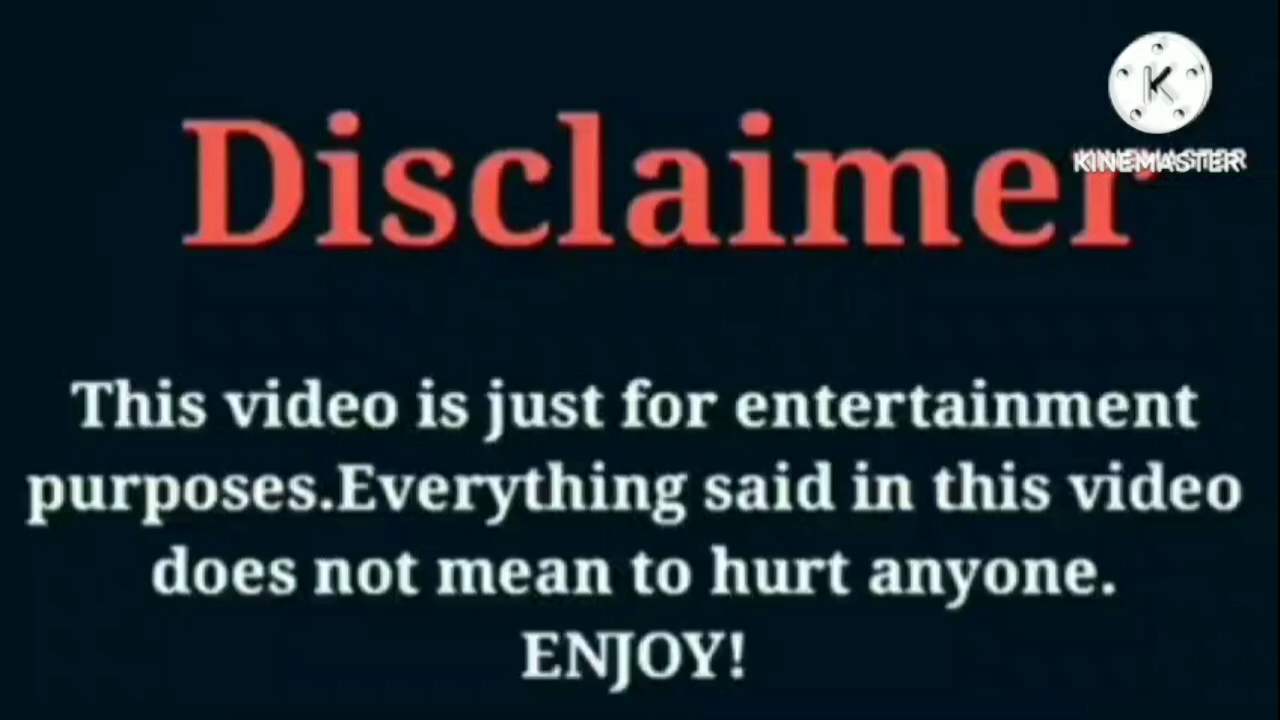 K
KINEMASTER
Disclaimer
This video is just for entertainment
purposes.Everything said in this video
does not mean to hurt anyone.
ENJOY!